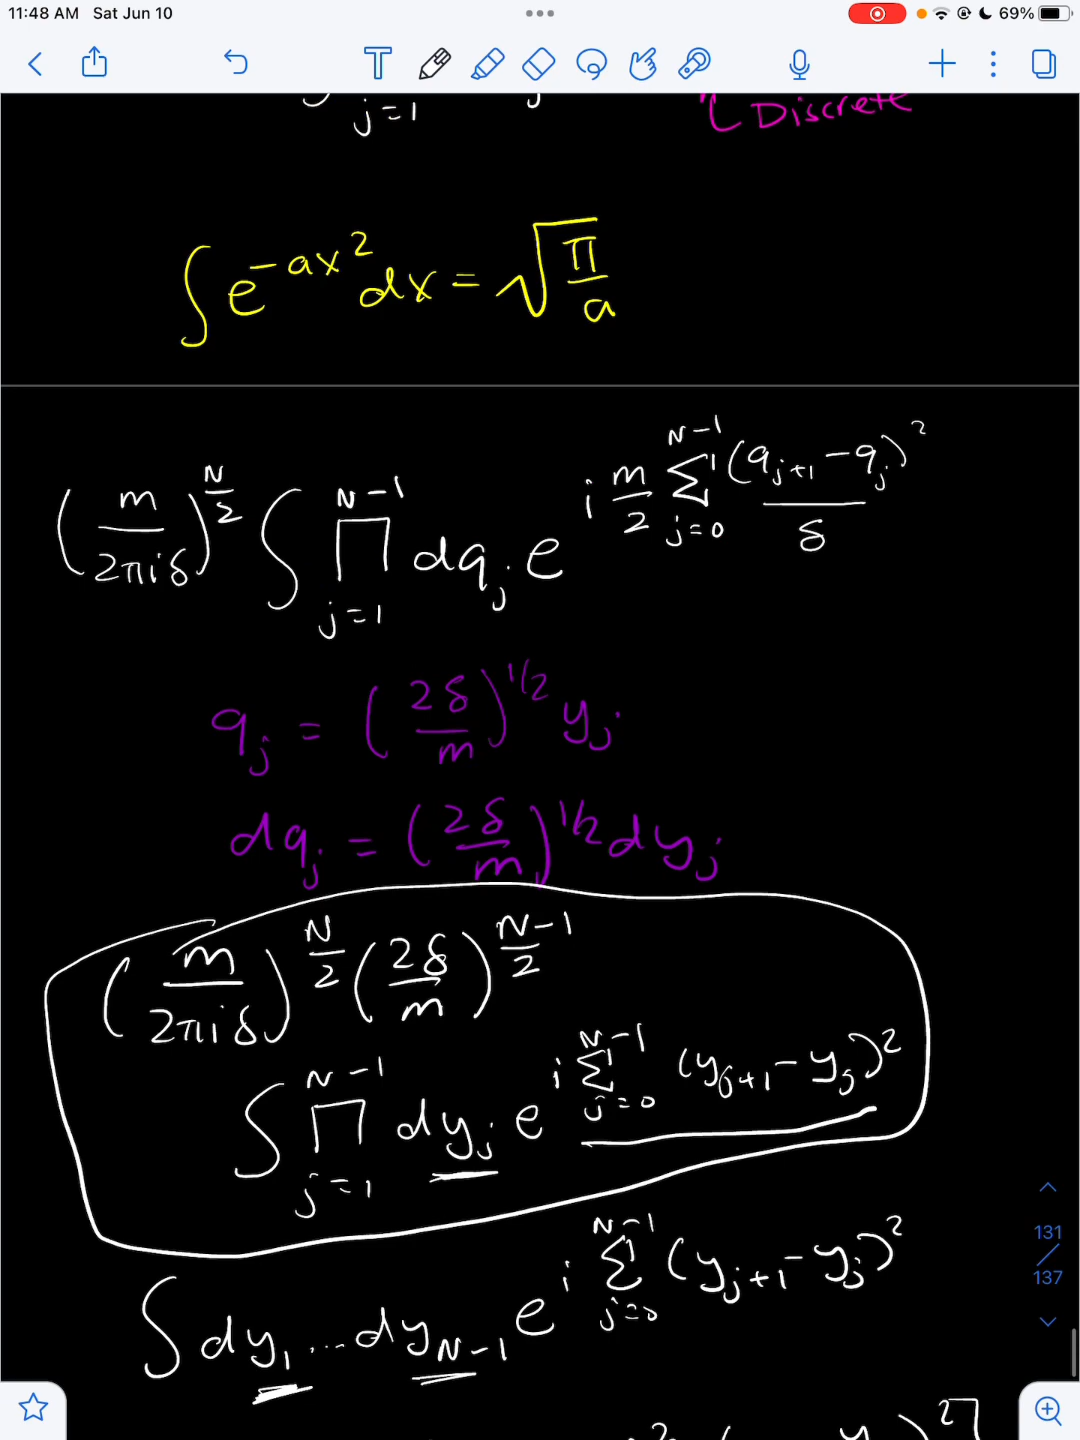 11:48 AM Sat Jun 10
69%
T
j=1
Discrete
∫ e^{-ax^2} dx = √(π/a)
(m/2πiδ)^{N/2} ∫ ∏_{j=1}^{N-1} dq_j e^{i m/2 Σ_{j=0}^{N-1} (q_{j+1} - q_j)^2/δ}
q_j = (2δ/m)^{1/2} y_j
dq_j = (2δ/m)^{1/2} dy_j
(m/2πiδ)^{N/2} (2δ/m)^{N-1/2}
∫ ∏_{j=1}^{N-1} dy_j e^{i Σ_{j=0}^{N-1} (y_{j+1} - y_j)^2}
∫ dy_1 ... dy_{N-1} e^{i Σ_{j=0}^{N-1} (y_{j+1} - y_j)^2}
131
/
137